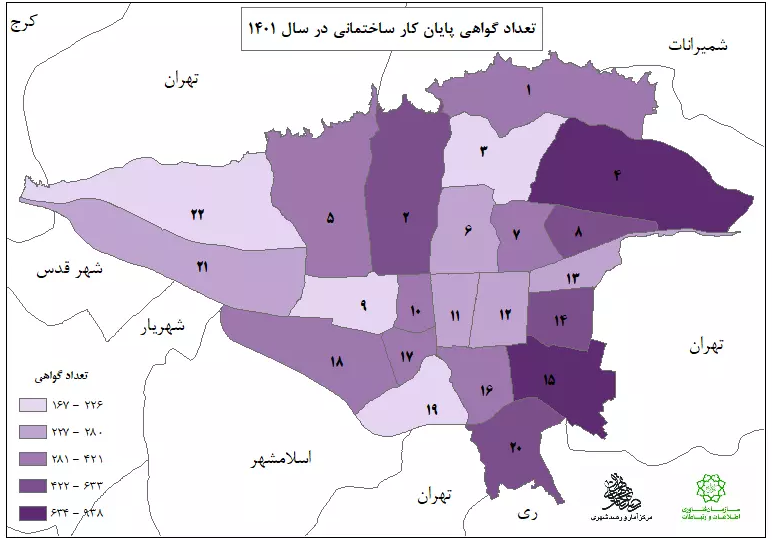 تعداد گواهی پایان کار ساختمانی در سال ۱۴۰۱
کرج
شمیرانات
تهران
۱
۳
۴
۲
۵
۲۲
۶
۷
۸
۲۱
شهر قدس
۱۳
۹
۱۰
۱۱
۱۲
۱۴
شهریار
تهران
۱۸
۱۷
۱۶
۱۵
۱۹
۲۰
اسلامشهر
تهران
ری
تعداد گواهی
۱۶۷ - ۲۲۶
۲۲۷ - ۲۸۰
۲۸۱ - ۴۲۱
۴۲۲ - ۶۳۳
۶۳۴ - ۹۳۸
مرکز آمار و رصد شهری
سازمان فناوری
اطلاعات و ارتباطات